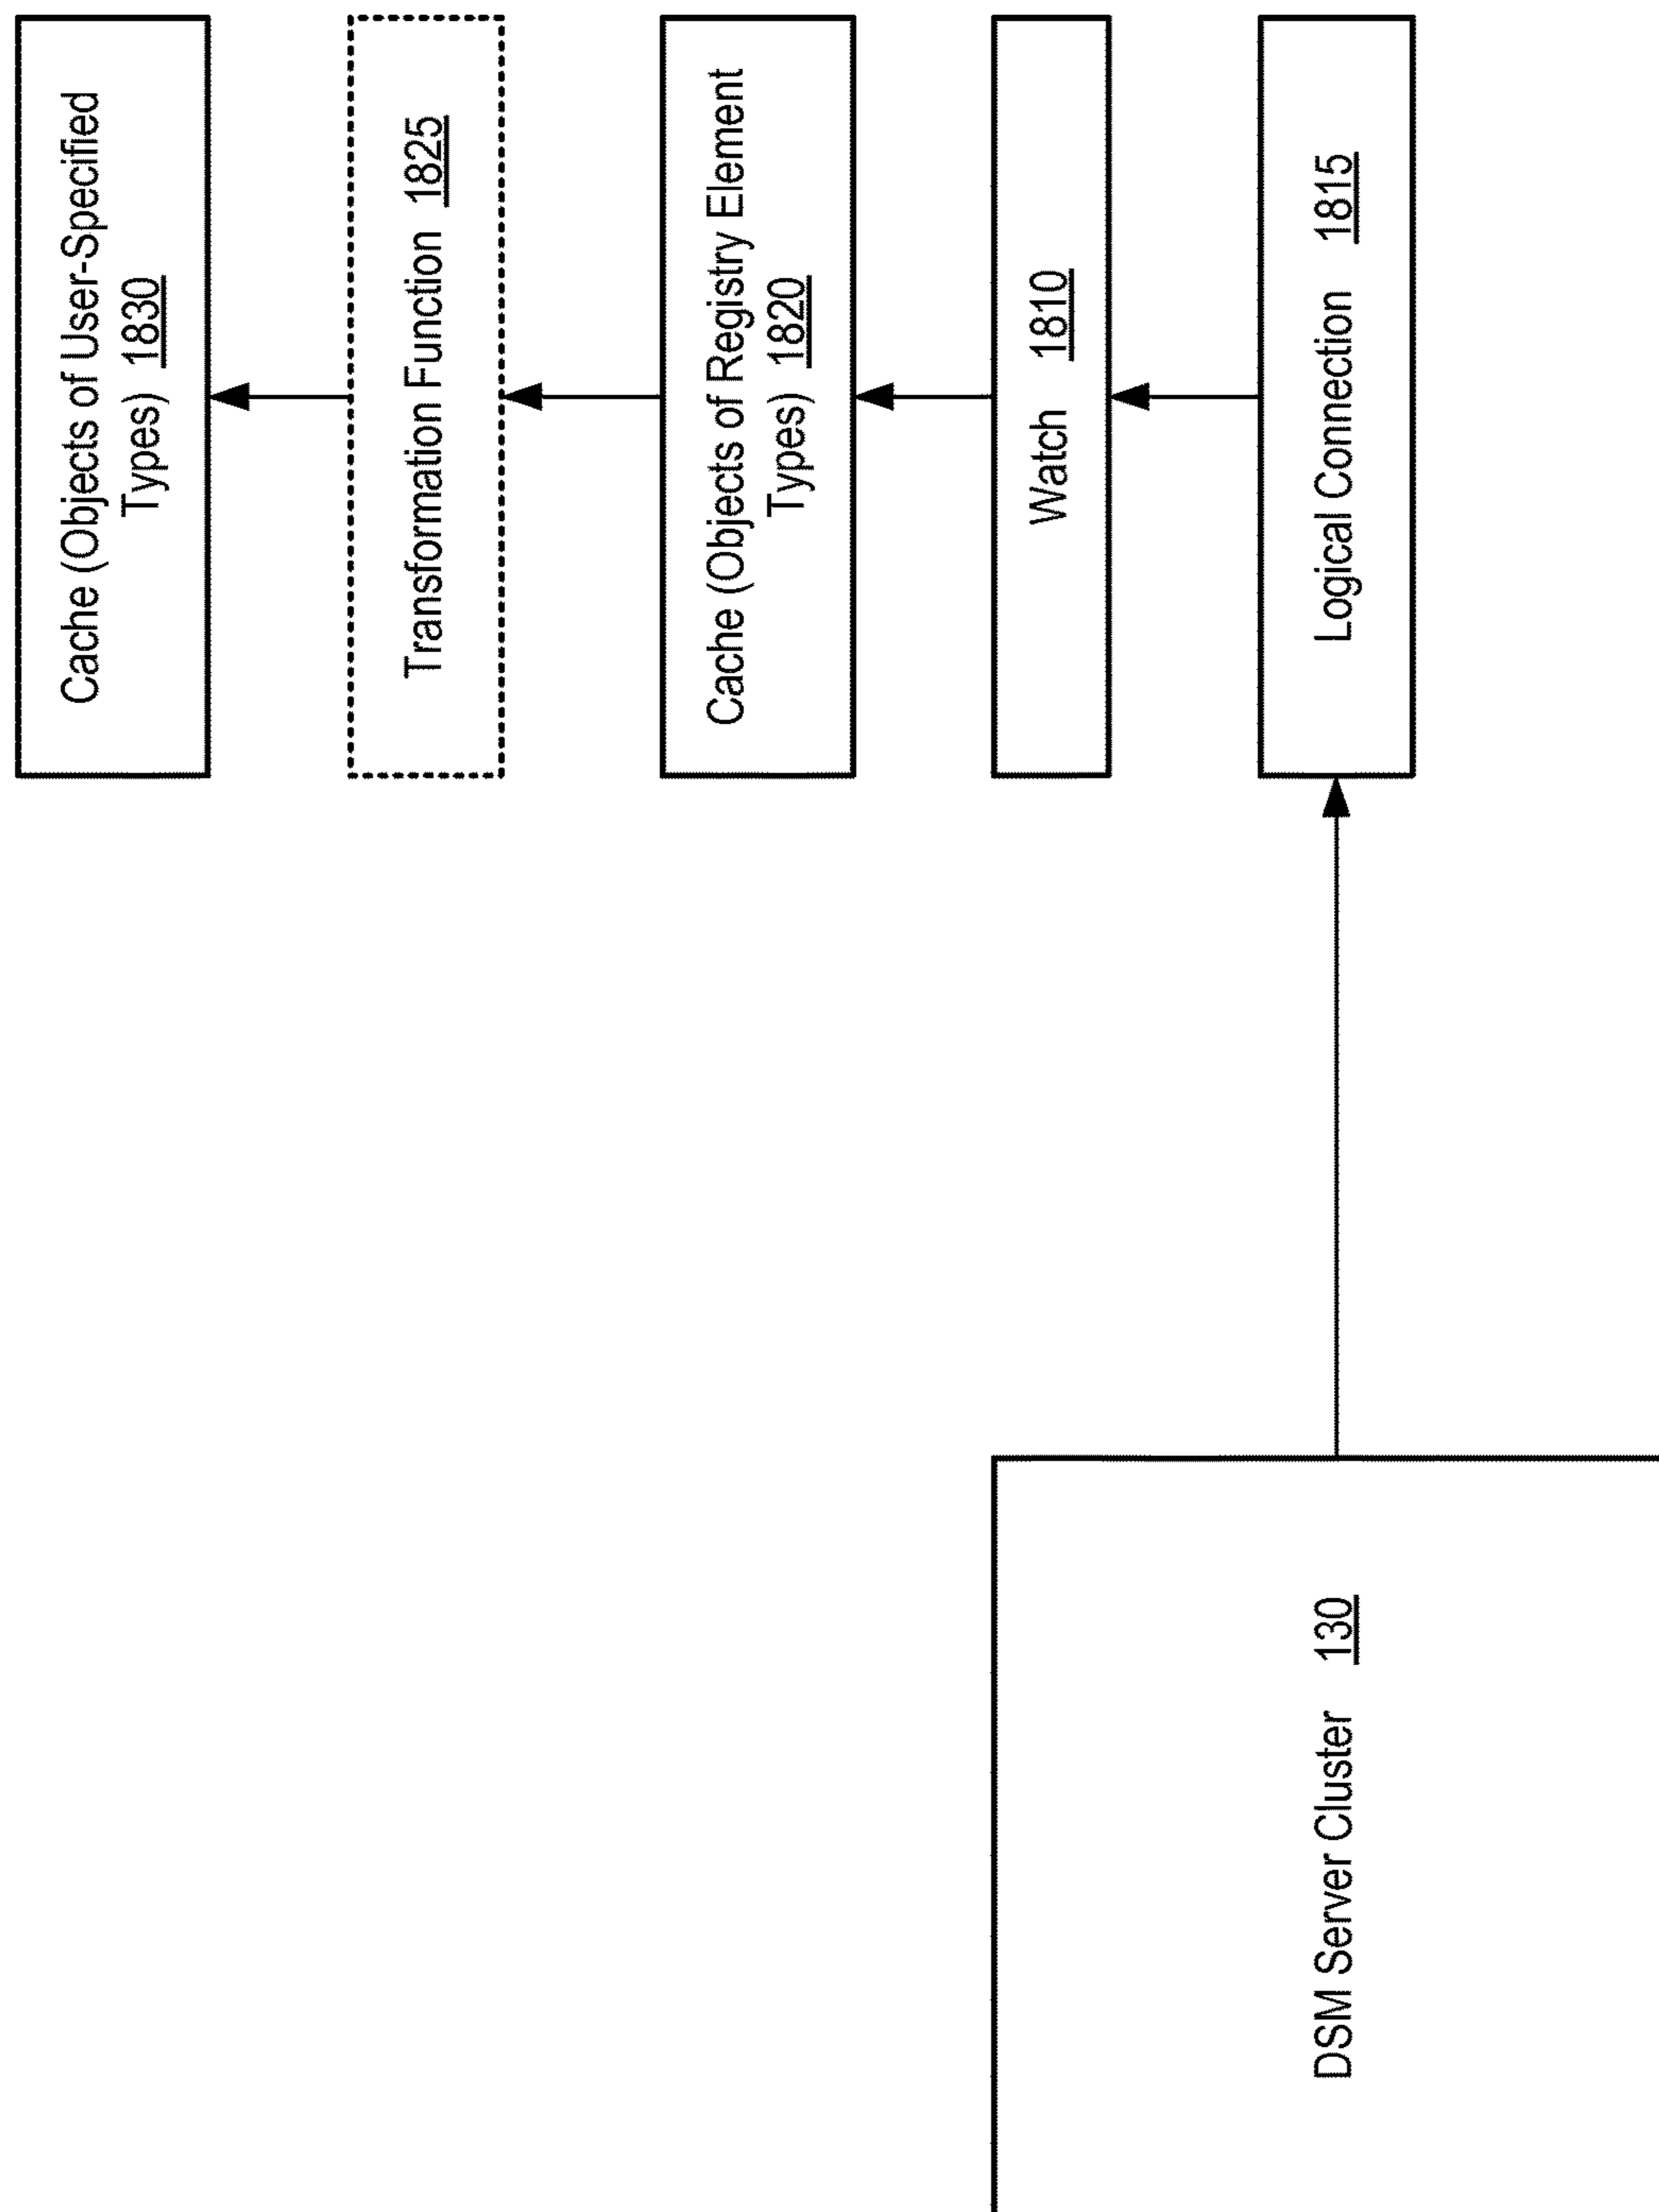 Cache (Objects of User-Specified
Types) 1830
Transformation Function 1825
Cache (Objects of Registry Element
Types) 1820
Watch 1810
Logical Connection 1815
DSM Server Cluster 130